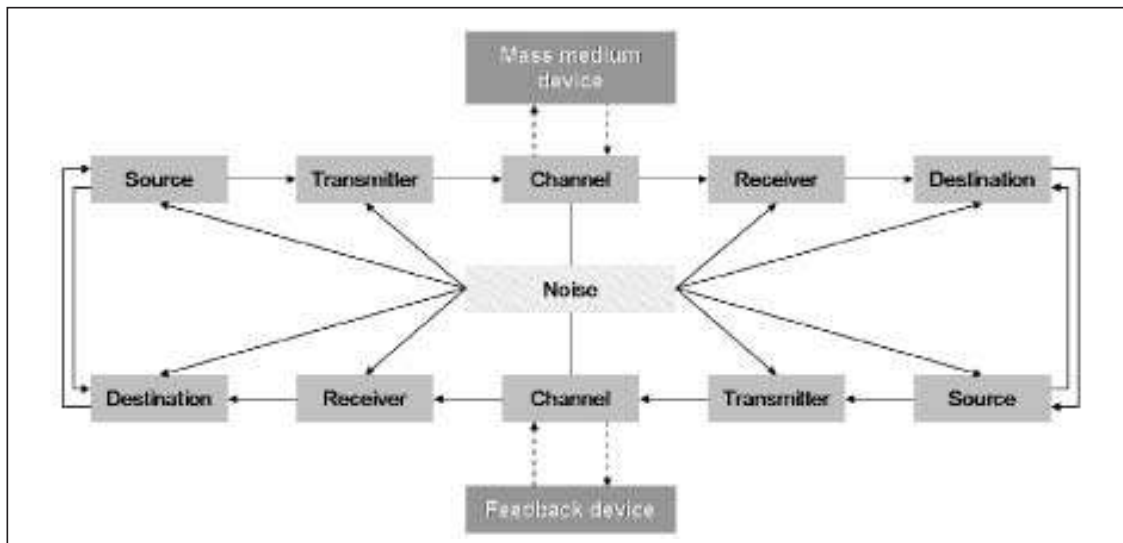 Mass medium
device
Source
Transmitter
Channel
Receiver
Destination
Noise
Destination
Receiver
Channel
Transmitter
Source
Feedback device